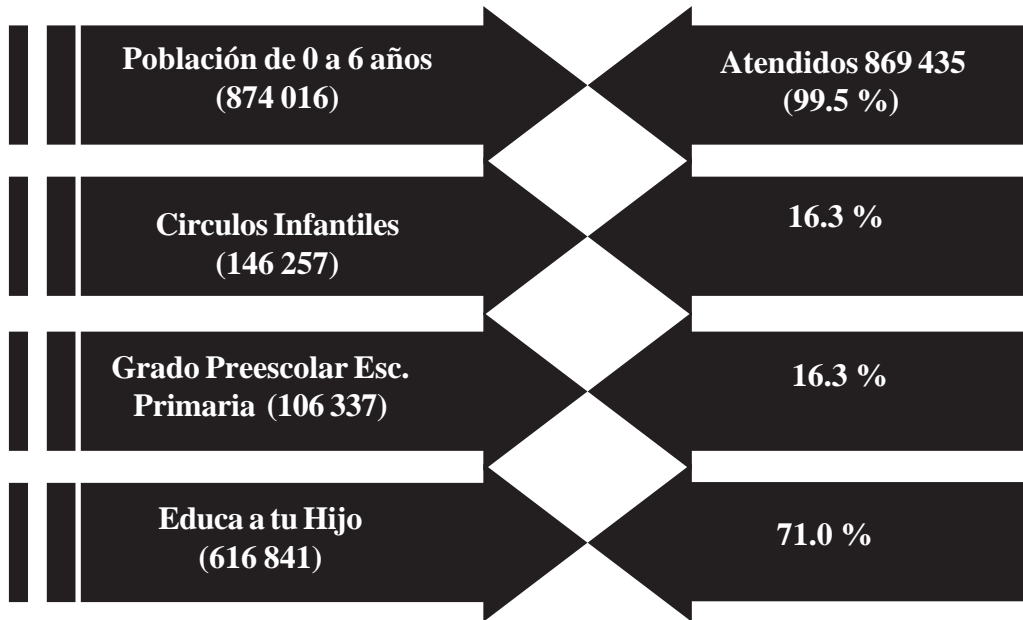 Población de 0 a 6 años
(874 016)
Atendidos 869 435
(99.5 %)
Circulos Infantiles
(146 257)
16.3 %
Grado Preescolar Esc.
Primaria (106 337)
16.3 %
Educa a tu Hijo
(616 841)
71.0 %